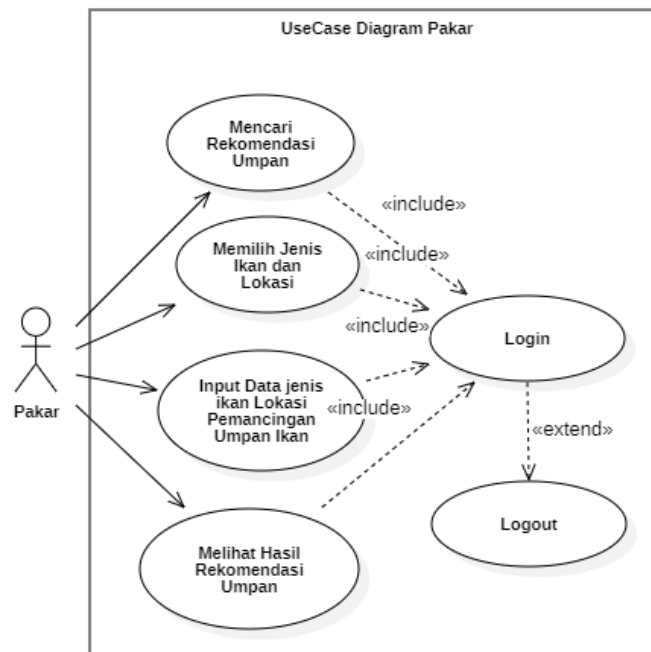 UseCase Diagram Pakar
Mencari
Rekomendasi
Umpan
«include»
Memilih Jenis
Ikan dan
Lokasi
«include»
«include»
Login
Pakar
Input Data jenis
ikan Lokasi
Pemancingan
Umpan Ikan
«include»
«extend»
Logout
Melihat Hasil
Rekomendasi
Umpan